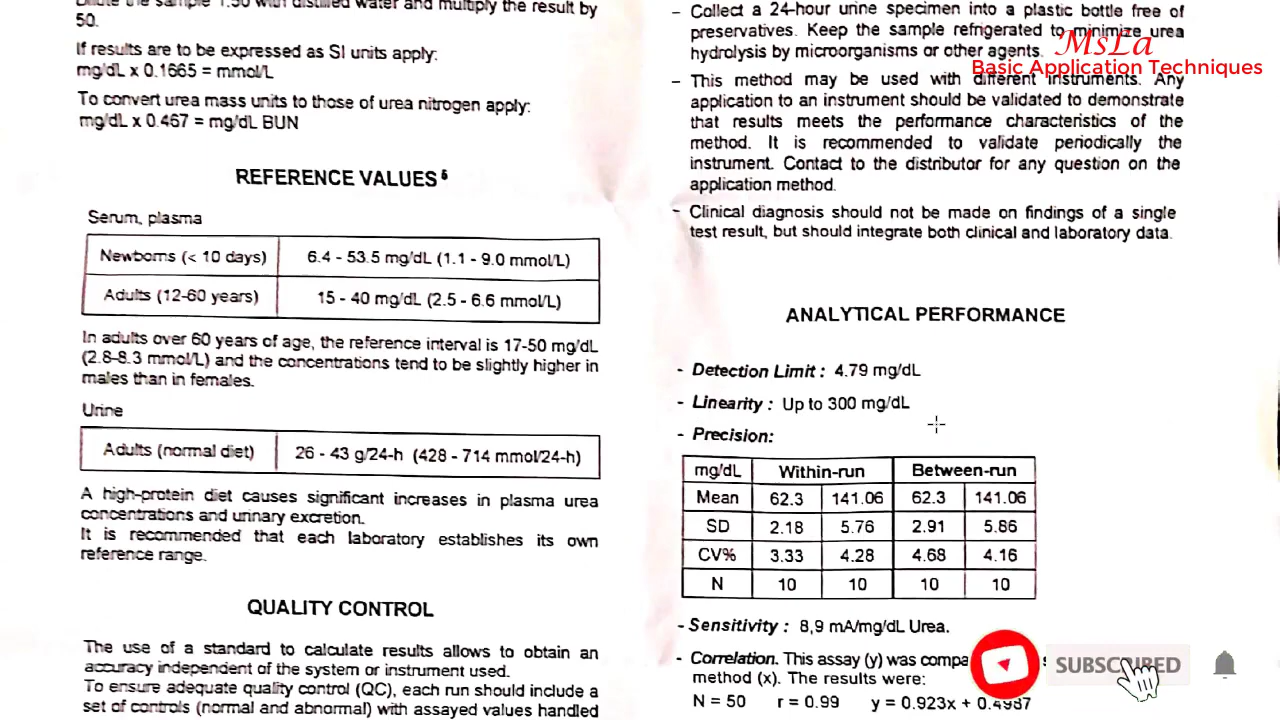 Dilute the sample 1:50 with distilled water and multiply the result by
50.
If results are to be expressed as SI units apply:
mg/dL x 0.1665 = mmol/L
To convert urea mass units to those of urea nitrogen apply:
mg/dL x 0.467 = mg/dL BUN
REFERENCE VALUES⁵
Serum, plasma
Newborns (< 10 days) 6.4 - 53.5 mg/dL (1.1 - 9.0 mmol/L)
Adults (12-60 years) 15 - 40 mg/dL (2.5 - 6.6 mmol/L)
In adults over 60 years of age, the reference interval is 17-50 mg/dL
(2.8-8.3 mmol/L) and the concentrations tend to be slightly higher in
males than in females.
Urine
Adults (normal diet) 26 - 43 g/24-h (428 - 714 mmol/24-h)
A high-protein diet causes significant increases in plasma urea
concentrations and urinary excretion.
It is recommended that each laboratory establishes its own
reference range.
QUALITY CONTROL
The use of a standard to calculate results allows to obtain an
accuracy independent of the system or instrument used.
To ensure adequate quality control (QC), each run should include a
set of controls (normal and abnormal) with assayed values handled
- Collect a 24-hour urine specimen into a plastic bottle free of
preservatives. Keep the sample refrigerated to minimize urea
hydrolysis by microorganisms or other agents.
MsLa
Basic Application Techniques
- This method may be used with different instruments. Any
application to an instrument should be validated to demonstrate
that results meets the performance characteristics of the
method. It is recommended to validate periodically the
instrument. Contact to the distributor for any question on the
application method.
- Clinical diagnosis should not be made on findings of a single
test result, but should integrate both clinical and laboratory data.
ANALYTICAL PERFORMANCE
- Detection Limit : 4.79 mg/dL
- Linearity : Up to 300 mg/dL
- Precision:
mg/dL Within-run Between-run
Mean 62.3 141.06 62.3 141.06
SD 2.18 5.76 2.91 5.86
CV% 3.33 4.28 4.68 4.16
N 10 10 10 10
- Sensitivity : 8,9 mA/mg/dL Urea.
- Correlation. This assay (y) was compa
method (x). The results were:
N = 50 r = 0.99 y = 0.923x + 0.4987
SUBSCRIBED